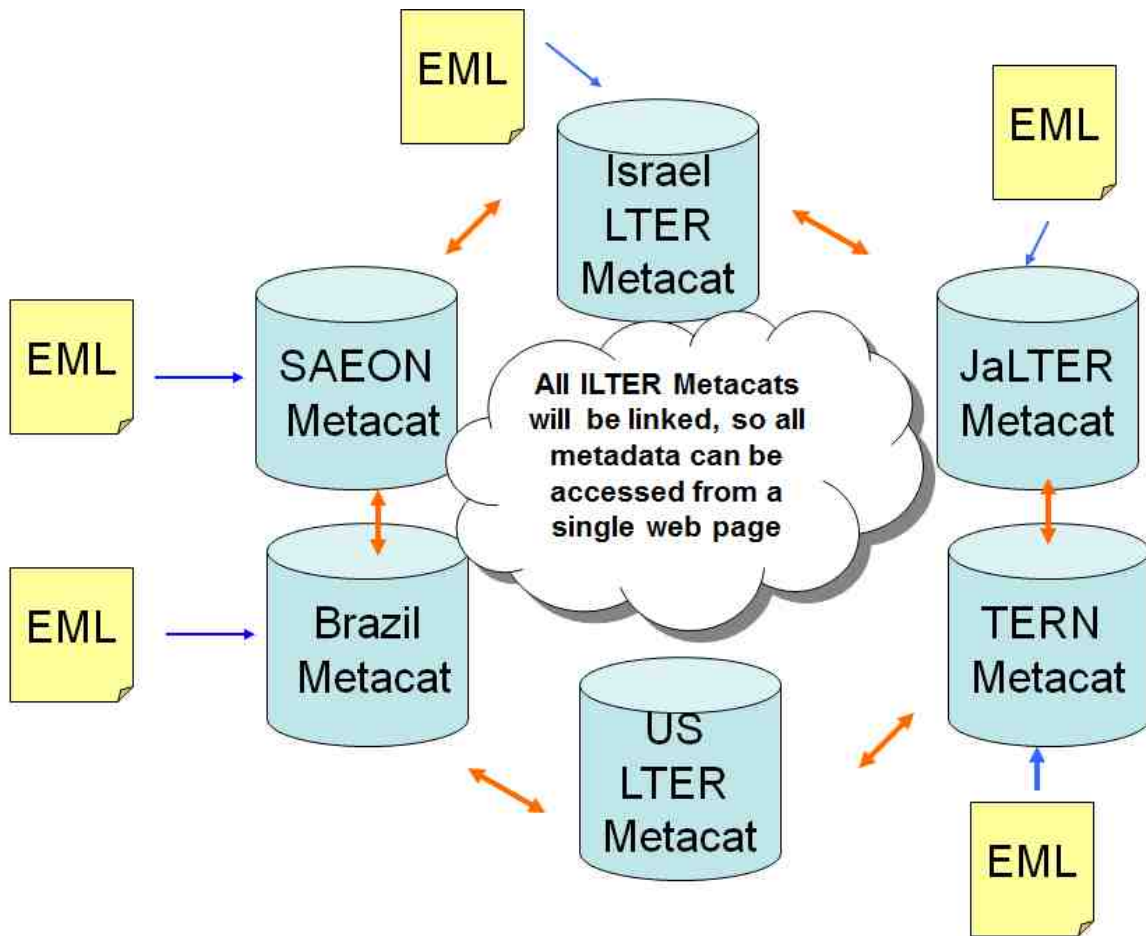 EML
Israel
LTER
Metacat
EML
EML
SAEON
Metacat
All ILTER Metacats
will be linked, so all
metadata can be
accessed from a
single web page
JaLTER
Metacat
EML
Brazil
Metacat
US
LTER
Metacat
TERN
Metacat
EML